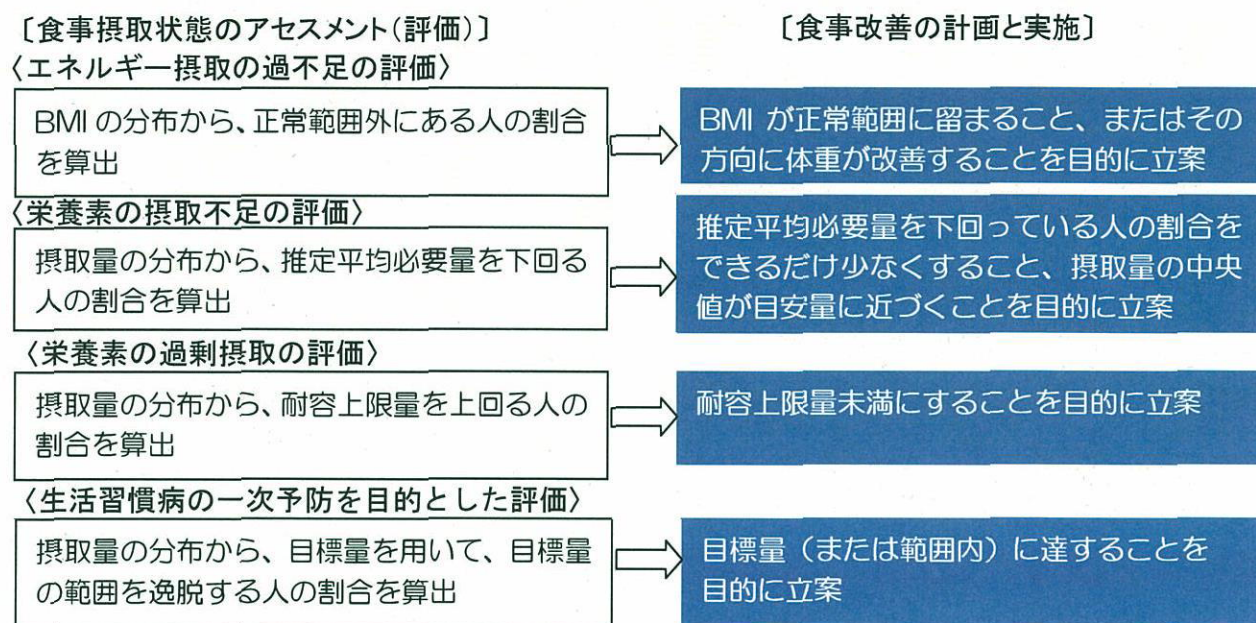 〔食事摂取状態のアセスメント(評価)〕
〔食事改善の計画と実施〕
〈エネルギー摂取の過不足の評価〉
BMI の分布から、正常範囲外にある人の割合
を算出
BMI が正常範囲に留まること、またはその
方向に体重が改善することを目的に立案
〈栄養素の摂取不足の評価〉
摂取量の分布から、推定平均必要量を下回る
人の割合を算出
推定平均必要量を下回っている人の割合を
できるだけ少なくすること、摂取量の中央
値が目安量に近づくことを目的に立案
〈栄養素の過剰摂取の評価〉
摂取量の分布から、耐容上限量を上回る人の
割合を算出
耐容上限量未満にすることを目的に立案
〈生活習慣病の一次予防を目的とした評価〉
摂取量の分布から、目標量を用いて、目標量
の範囲を逸脱する人の割合を算出
目標量（または範囲内）に達することを
目的に立案